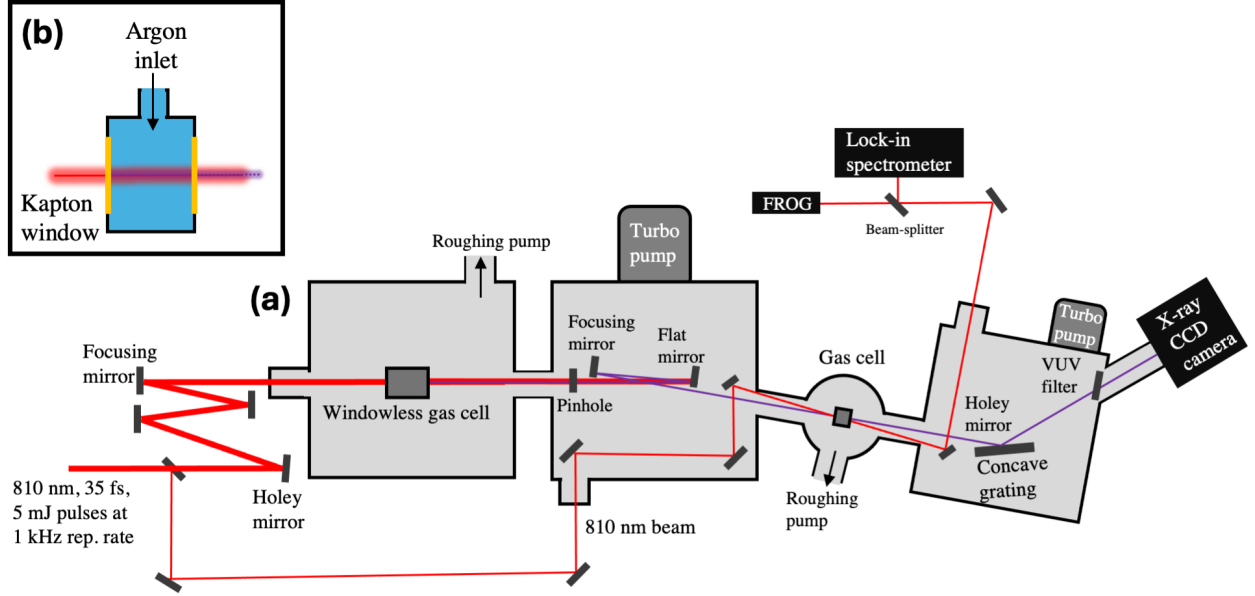 (b)
Argon
inlet
Kapton
window
(a)
Roughing pump
Turbo
pump
Lock-in
spectrometer
FROG
Beam-splitter
Focusing
mirror
Windowless gas cell
Focusing
mirror
Flat
mirror
Pinhole
Gas cell
Turbo
pump
X-ray
CCD
camera
VUV
filter
Holey
mirror
Concave
grating
Roughing
pump
810 nm, 35 fs,
5 mJ pulses at
1 kHz rep. rate
Holey
mirror
810 nm beam